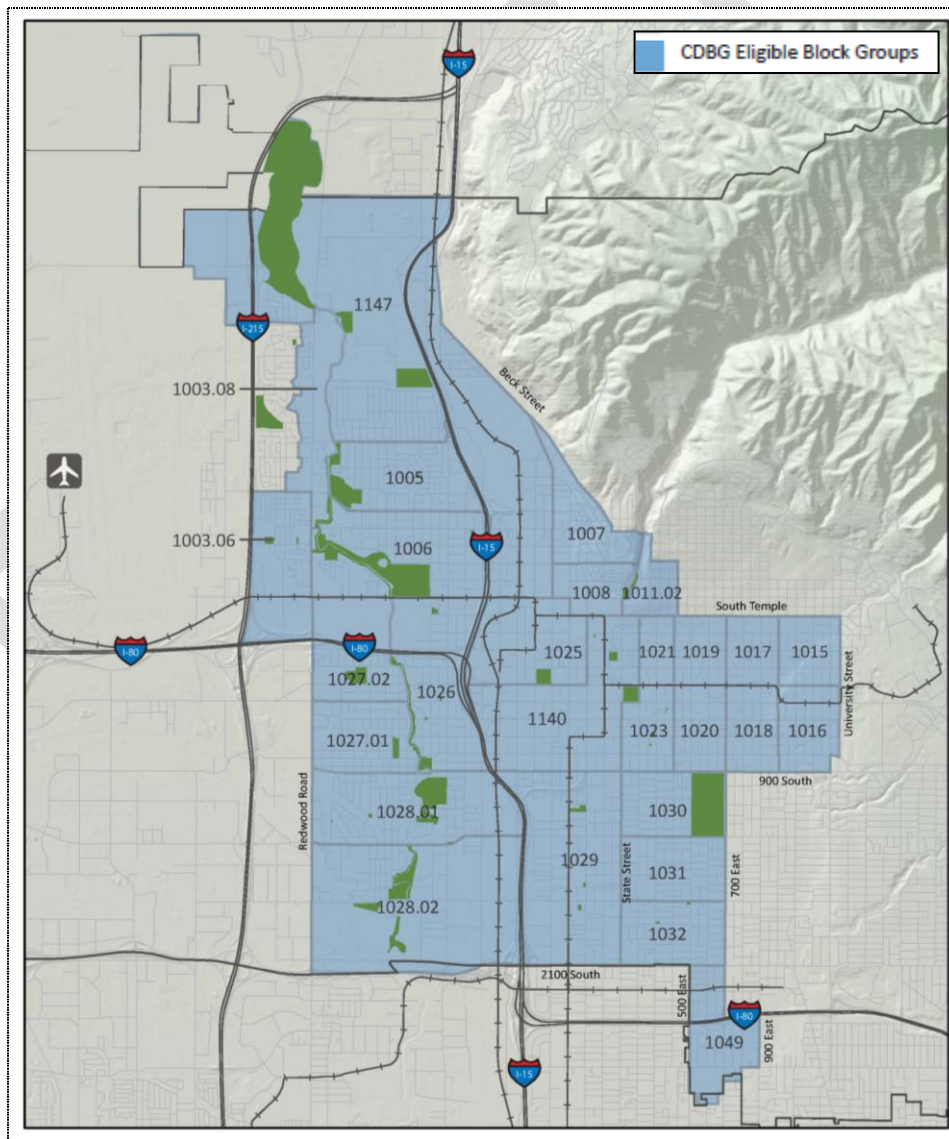 I-15
CDBG Eligible Block Groups
1147
I-215
Beck Street
1003.08
1005
1003.06
1006
I-15
1007
1008
1011.02
South Temple
I-80
I-80
1025
1021
1019
1017
1015
University Street
1027.02
1026
1140
1027.01
1023
1020
1018
1016
900 South
Redwood Road
1028.01
1030
1029
State Street
1031
700 East
1028.02
1032
2100 South
500 East
I-80
900 East
1049
I-15